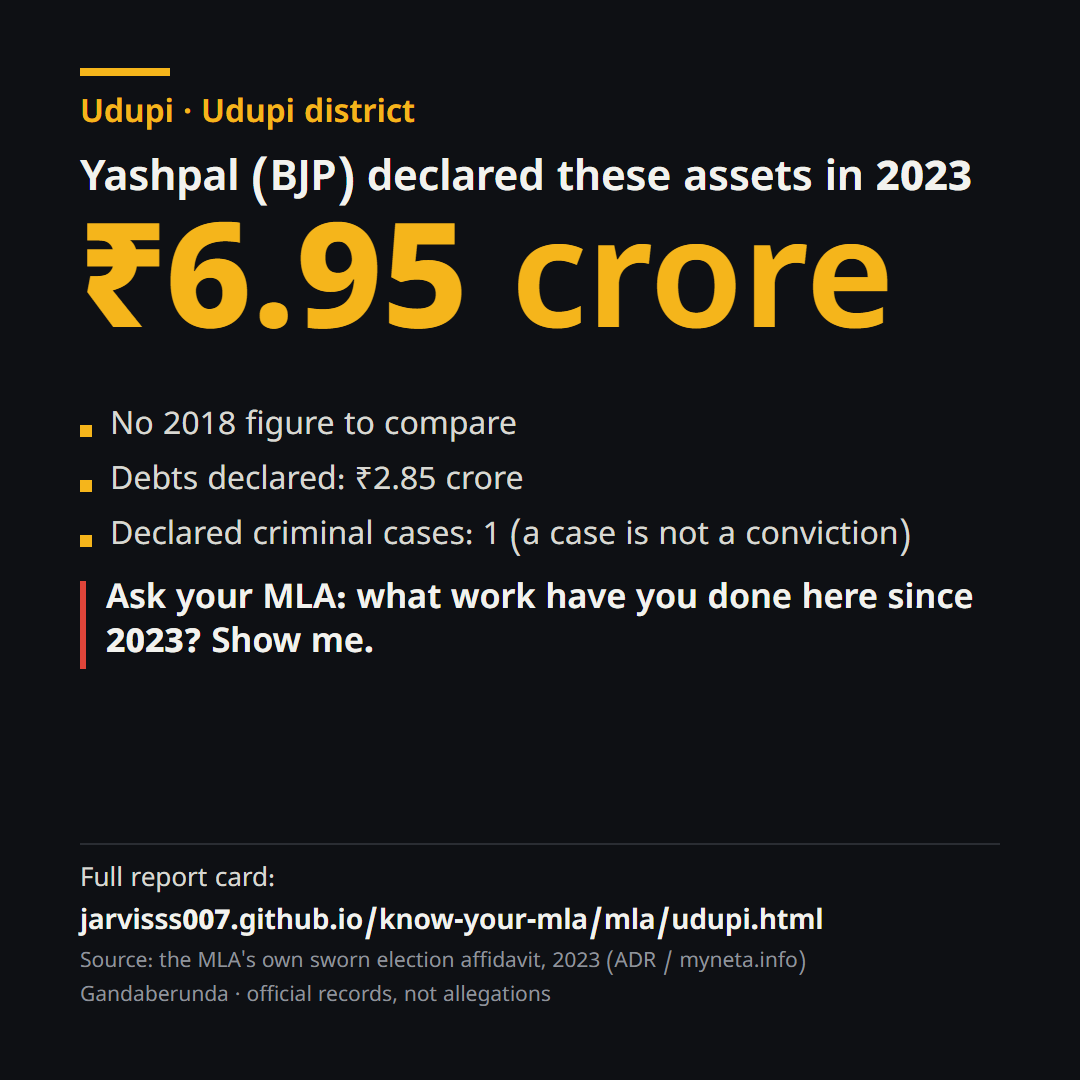 Udupi · Udupi district
Yashpal (BJP) declared these assets in 2023
₹6.95 crore
No 2018 figure to compare
Debts declared: ₹2.85 crore
Declared criminal cases: 1 (a case is not a conviction)
Ask your MLA: what work have you done here since
2023? Show me.
Full report card:
jarvisss007.github.io/know-your-mla/mla/udupi.html
Source: the MLA's own sworn election affidavit, 2023 (ADR / myneta.info)
Gandaberunda · official records, not allegations